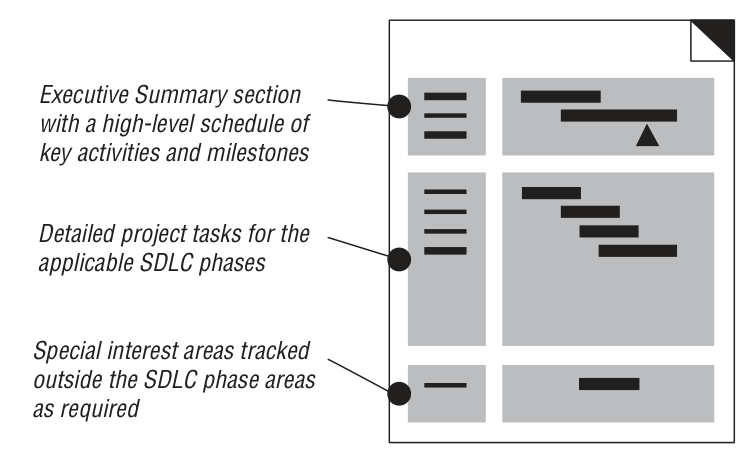 Executive Summary section
with a high-level schedule of
key activities and milestones
Detailed project tasks for the
applicable SDLC phases
Special interest areas tracked
outside the SDLC phase areas
as required